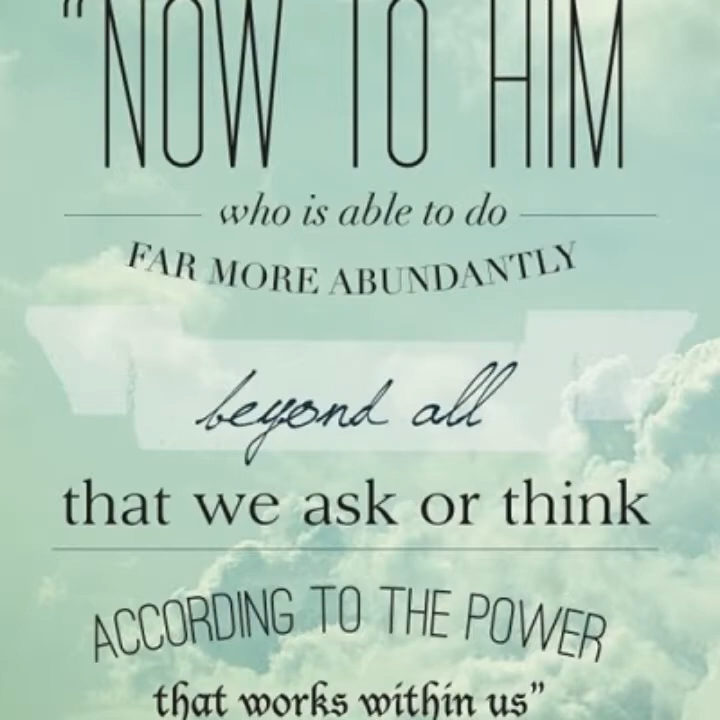 “NOW TO HIM
who is able to do
FAR MORE ABUNDANTLY
beyond all
that we ask or think
ACCORDING TO THE POWER
that works within us”